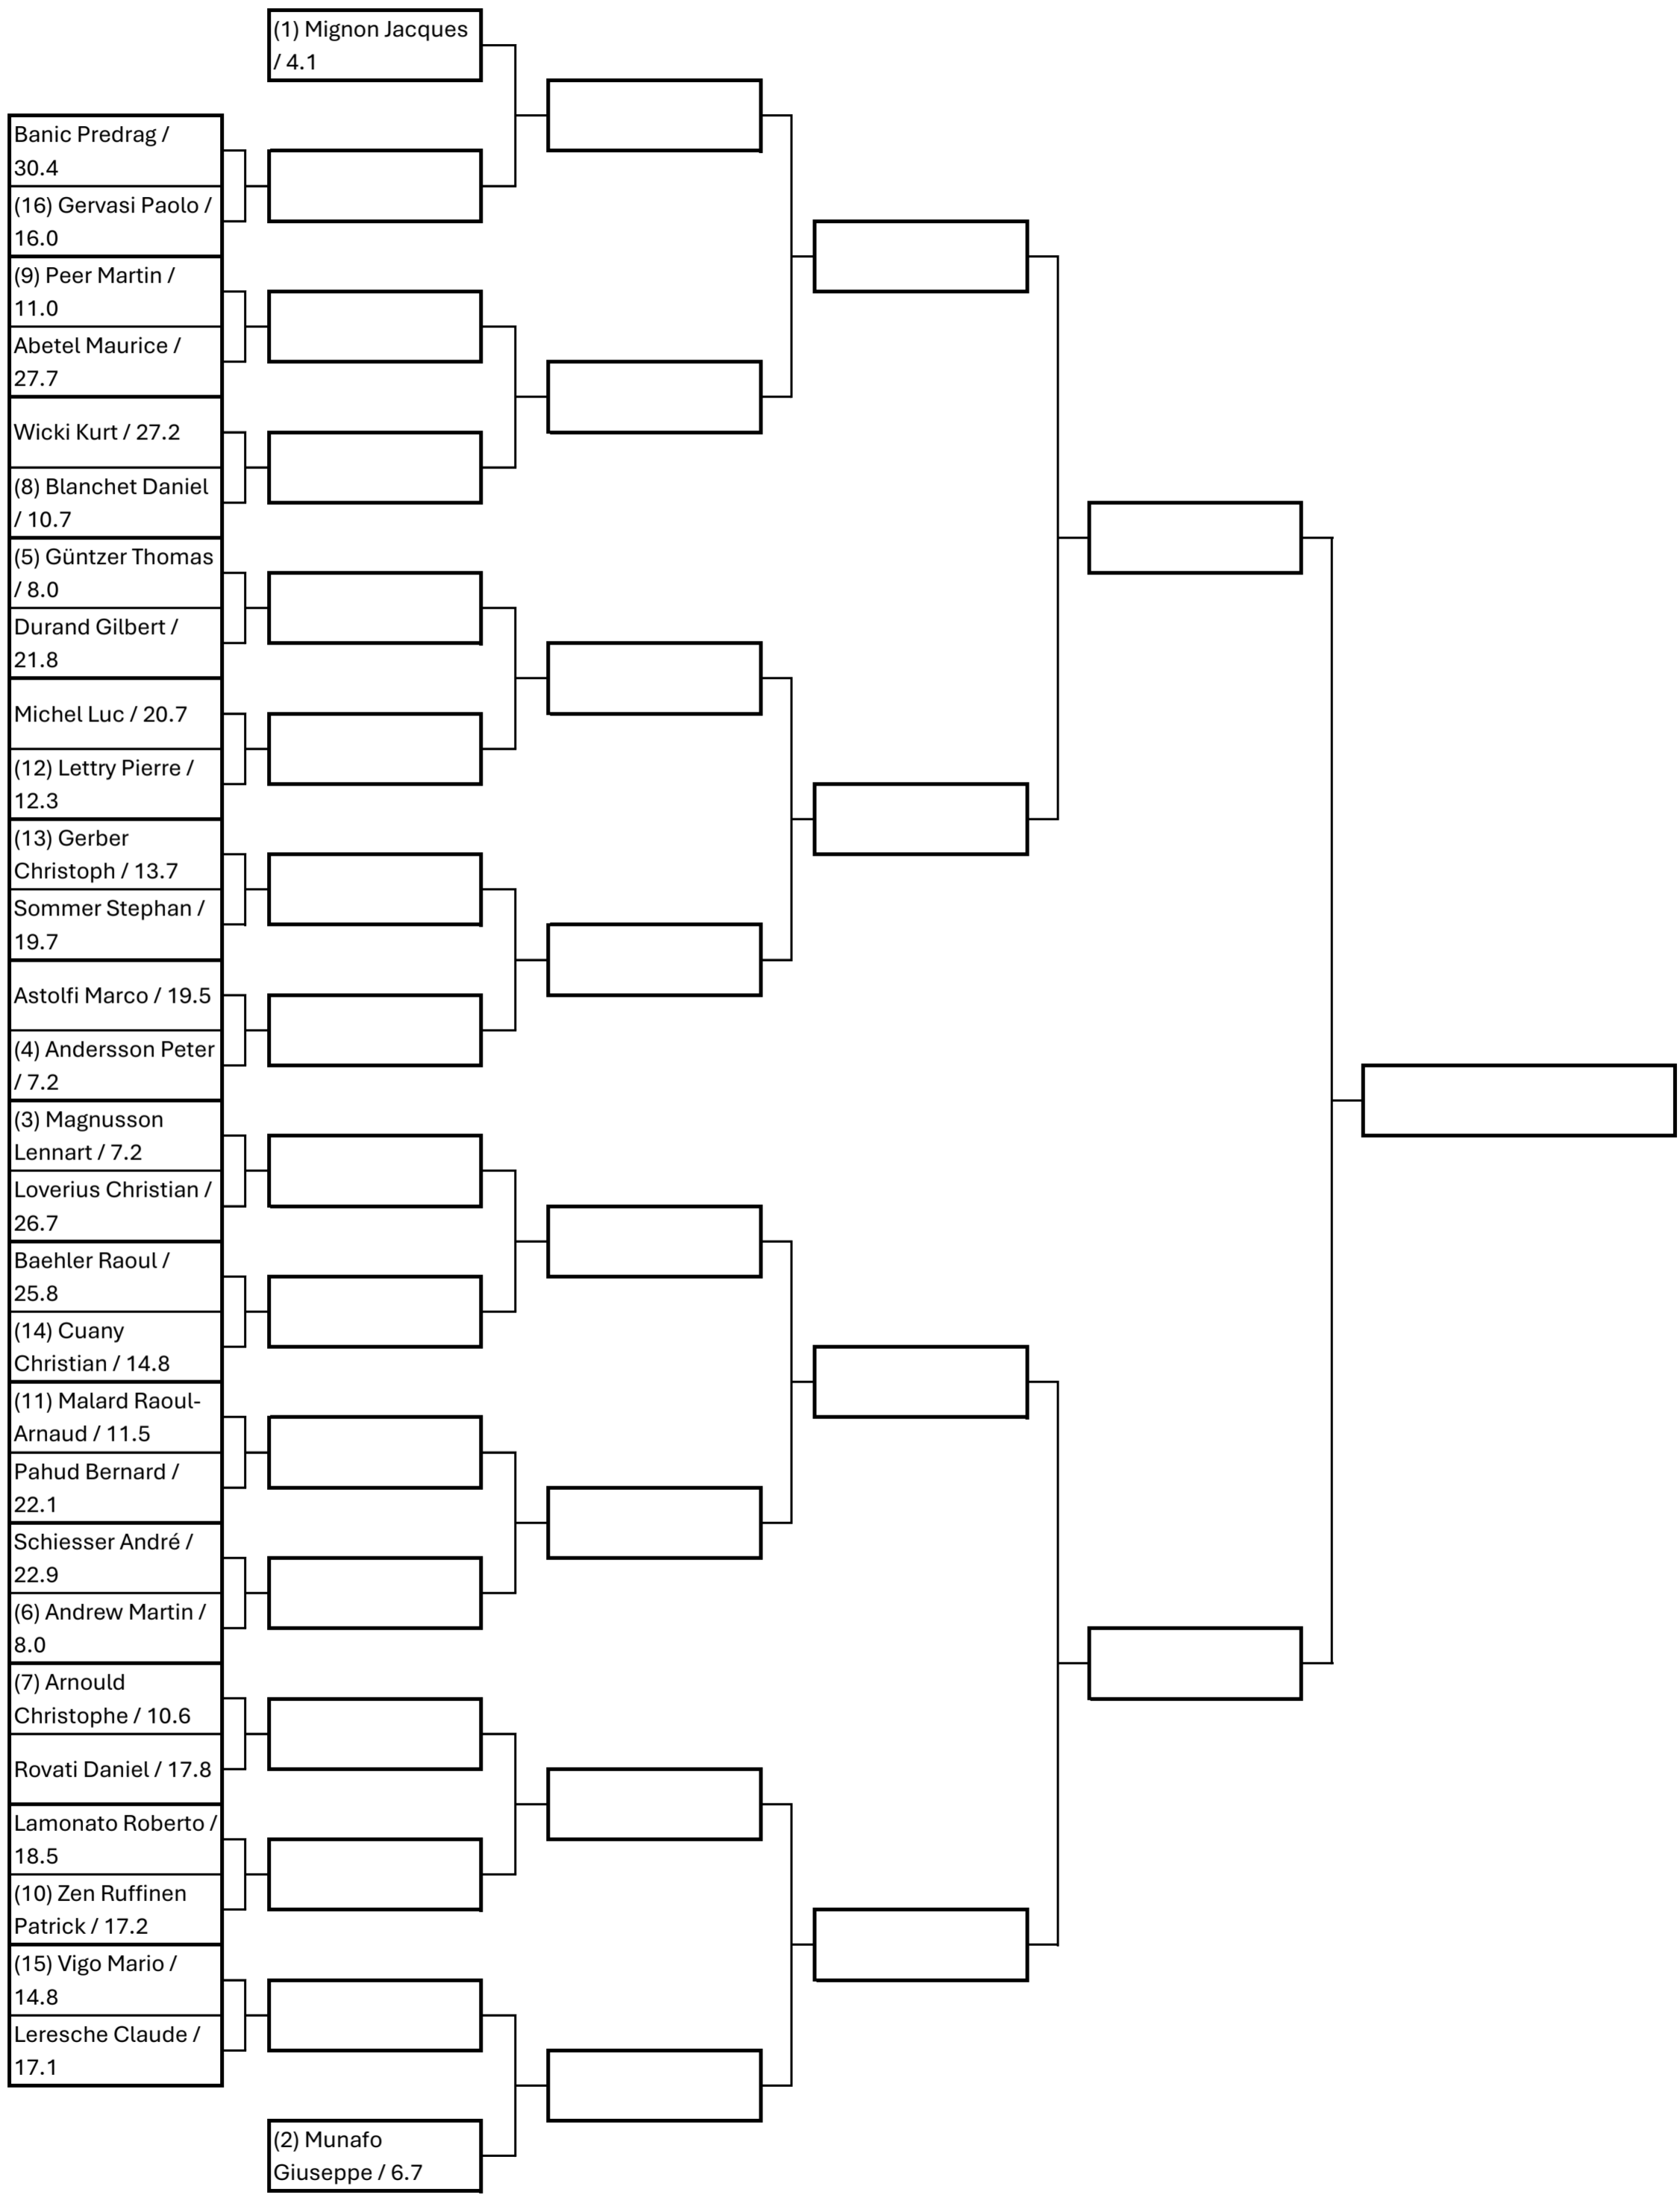 (1) Mignon Jacques
/ 4.1
Banic Predrag /
30.4
(16) Gervasi Paolo /
16.0
(9) Peer Martin /
11.0
Abetel Maurice /
27.7
Wicki Kurt / 27.2
(8) Blanchet Daniel
/ 10.7
(5) Güntzer Thomas
/ 8.0
Durand Gilbert /
21.8
Michel Luc / 20.7
(12) Lettry Pierre /
12.3
(13) Gerber
Christoph / 13.7
Sommer Stephan /
19.7
Astolfi Marco / 19.5
(4) Andersson Peter
/ 7.2
(3) Magnusson
Lennart / 7.2
Loverius Christian /
26.7
Baehler Raoul /
25.8
(14) Cuany
Christian / 14.8
(11) Malard Raoul-
Arnaud / 11.5
Pahud Bernard /
22.1
Schiesser André /
22.9
(6) Andrew Martin /
8.0
(7) Arnould
Christophe / 10.6
Rovati Daniel / 17.8
Lamonato Roberto /
18.5
(10) Zen Ruffinen
Patrick / 17.2
(15) Vigo Mario /
14.8
Leresche Claude /
17.1
(2) Munafo
Giuseppe / 6.7